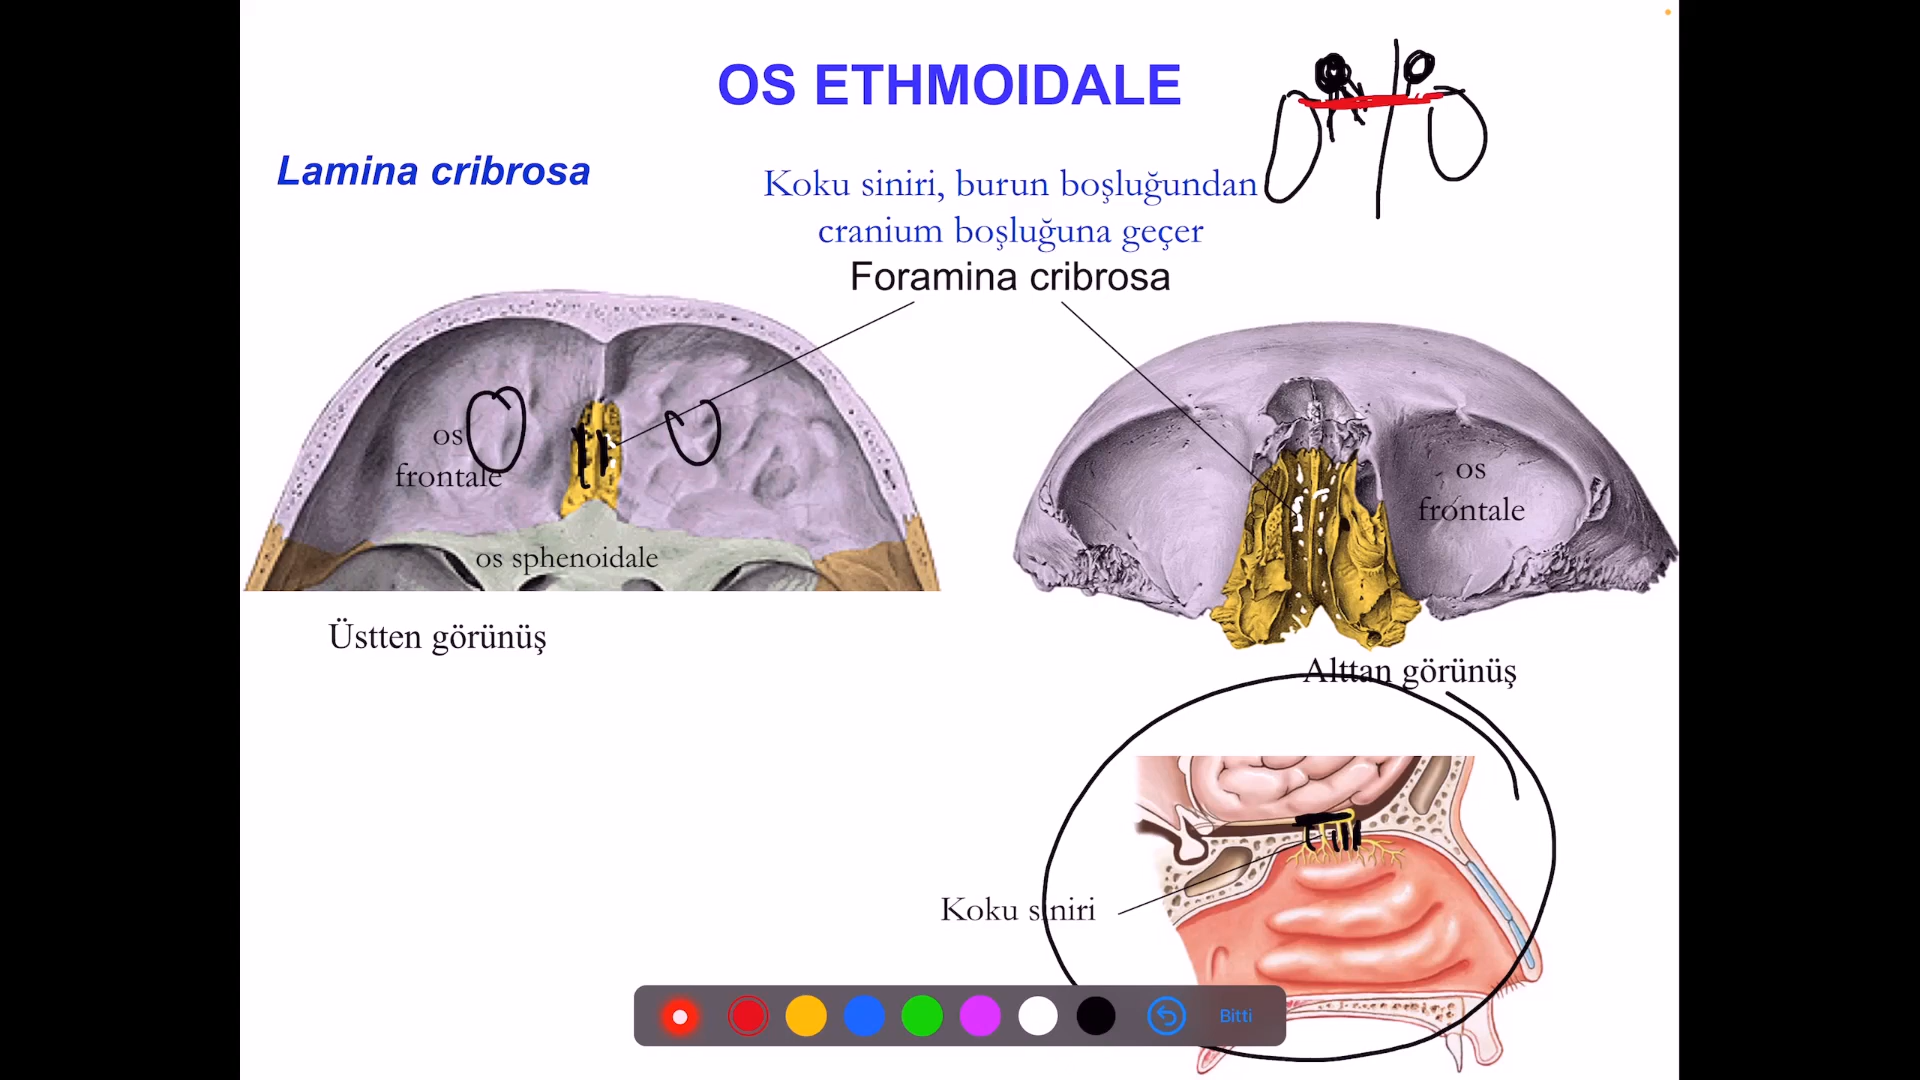 OS ETHMOIDALE
Lamina cribrosa
Koku siniri, burun boşluğundan
cranium boşluğuna geçer
Foramina cribrosa
os
frontale
os sphenoidale
Üstten görünüş
os
frontale
Alttan görünüş
Koku siniri
Bitti